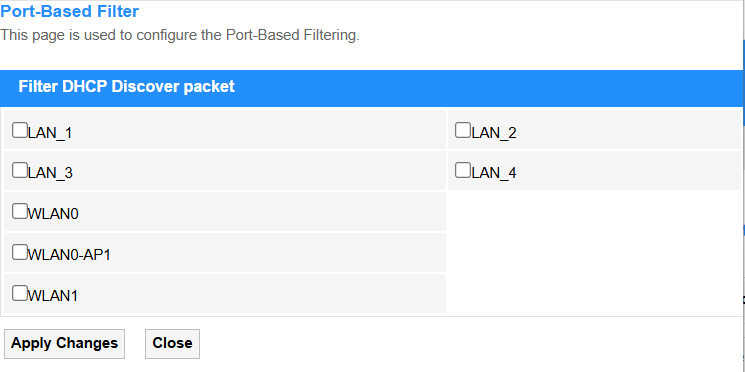 Port-Based Filter
This page is used to configure the Port-Based Filtering.
Filter DHCP Discover packet
LAN_1
LAN_2
LAN_3
LAN_4
WLAN0
WLAN0-AP1
WLAN1
Apply Changes
Close